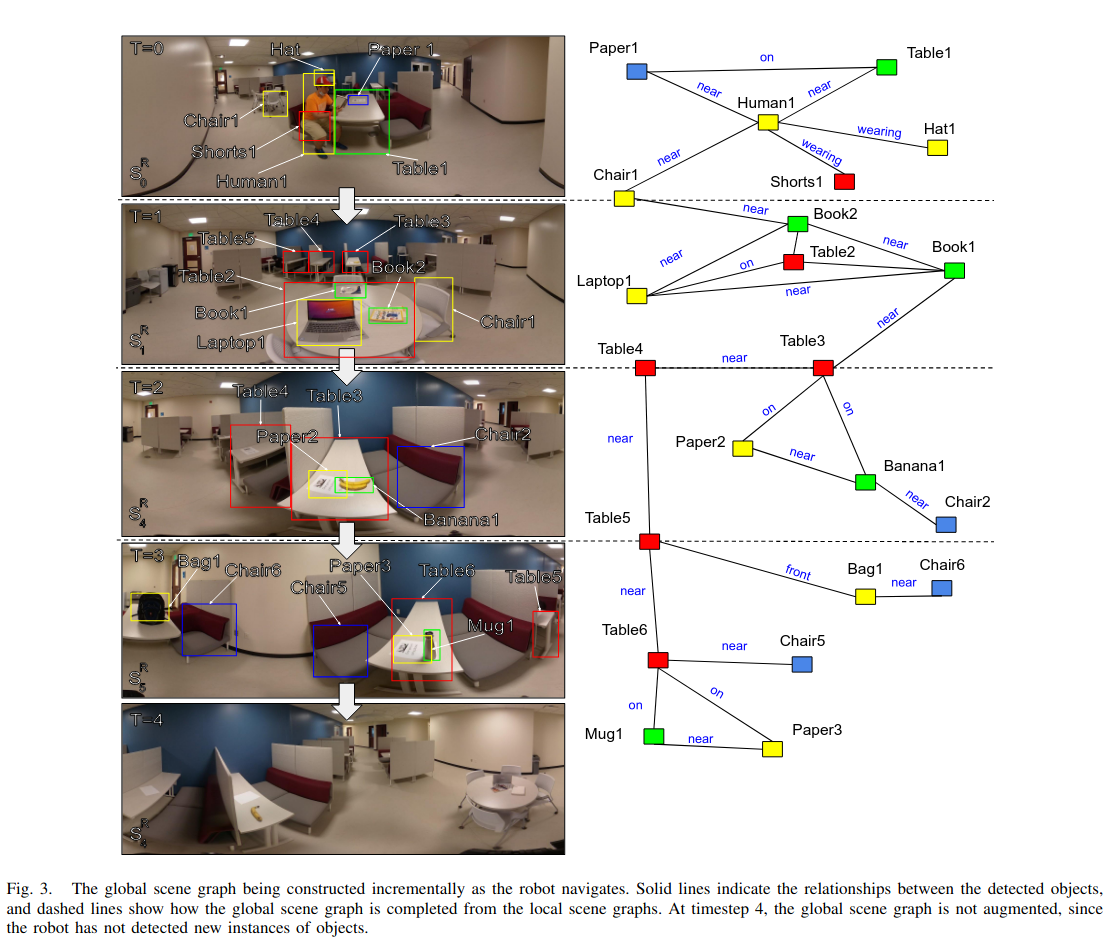 T=0
Hat
Paper 1
Chair1
Shorts1
Human1
Table1
S
R
0
T=1
Table4
Table3
Table5
Table2
Book2
Book1
Chair1
Laptop1
S
R
1
T=2
Table4
Table3
Paper2
Chair2
Banana1
S
R
4
T=3
Bag1
Chair6
Paper3
Table6
Table5
Chair5
Mug1
S
R
5
T=4
S
R
4
Paper1
on
Table1
near
near
Human1
wearing
Hat1
near
wearing
Chair1
Shorts1
near
Book2
near
Book1
near
on
Table2
Laptop1
near
near
Table4
near
Table3
on
on
near
Paper2
near
Banana1
near
Chair2
Table5
front
Bag1
near
Chair6
near
Table6
near
Chair5
on
on
Mug1
near
Paper3
Fig. 3. The global scene graph being constructed incrementally as the robot navigates. Solid lines indicate the relationships between the detected objects,
and dashed lines show how the global scene graph is completed from the local scene graphs. At timestep 4, the global scene graph is not augmented, since
the robot has not detected new instances of objects.